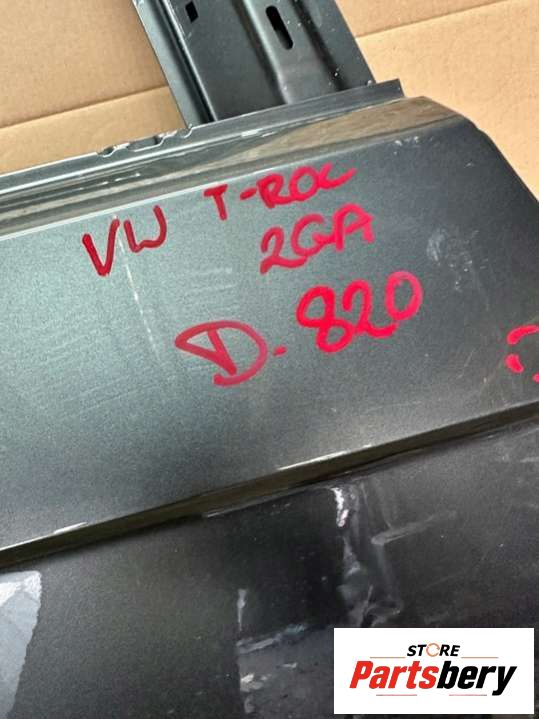 VW T-ROC
2GA
D-820
STORE
Partsbery